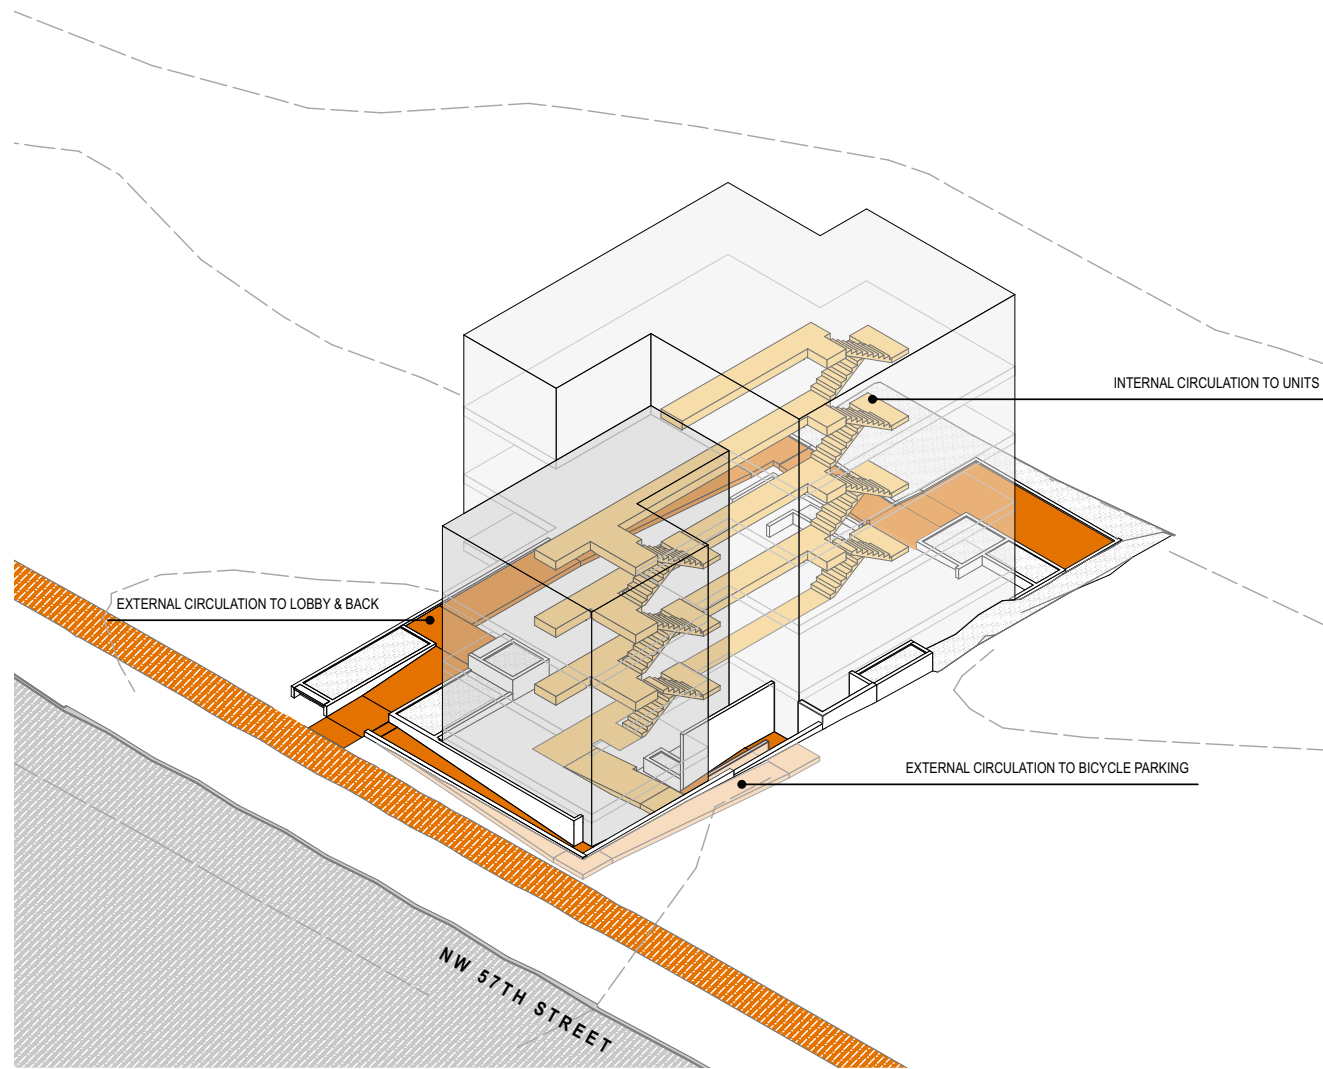 INTERNAL CIRCULATION TO UNITS
EXTERNAL CIRCULATION TO LOBBY & BACK
EXTERNAL CIRCULATION TO BICYCLE PARKING
NW 57TH STREET